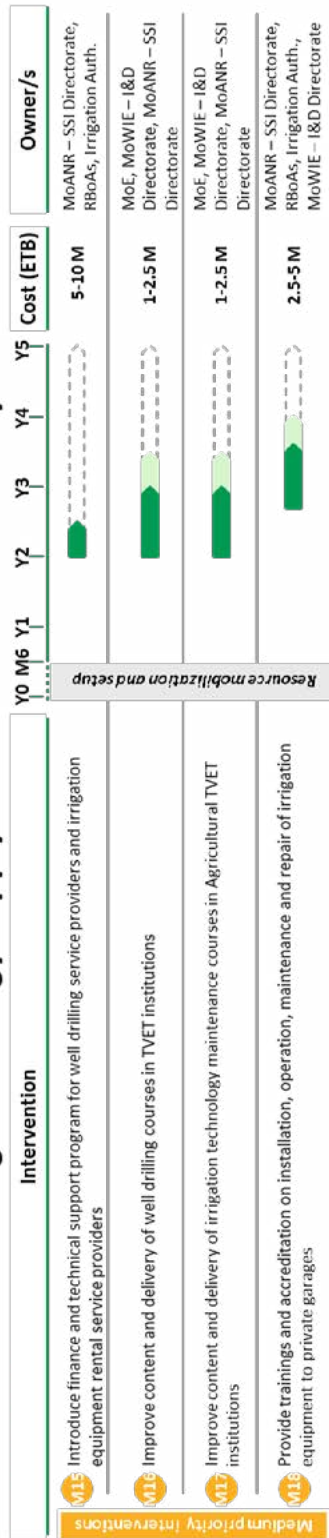 Intervention
Y0 M6 Y1 Y2 Y3 Y4 Y5
Cost (ETB)
Owner/s
Medium priority interventions
Resource mobilization and setup
M15
Introduce finance and technical support program for well drilling service providers and irrigation
equipment rental service providers
5-10 M
MoANR – SSI Directorate,
RBoAs, Irrigation Auth.
M16
Improve content and delivery of well drilling courses in TVET institutions
1-2.5 M
MoE, MoWIE – I&D
Directorate, MoANR – SSI
Directorate
M17
Improve content and delivery of irrigation technology maintenance courses in Agricultural TVET
institutions
1-2.5 M
MoE, MoWIE – I&D
Directorate, MoANR – SSI
Directorate
M18
Provide trainings and accreditation on installation, operation, maintenance and repair of irrigation
equipment to private garages
2.5-5 M
MoANR – SSI Directorate,
RBoAs, Irrigation Auth.,
MoWIE – I&D Directorate